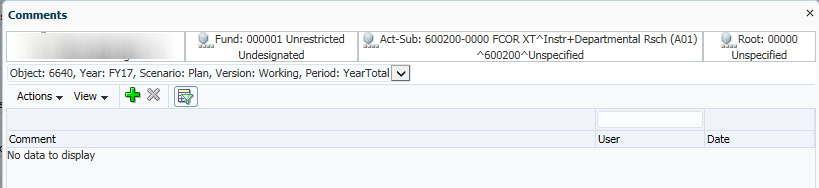 Comments
Fund: 000001 Unrestricted
Undesignated
Act-Sub: 600200-0000 FCOR XT^Instr+Departmental Rsch (A01)
^600200^Unspecified
Root: 00000
Unspecified
Object: 6640, Year: FY17, Scenario: Plan, Version: Working, Period: YearTotal
Actions View
Comment User Date
No data to display